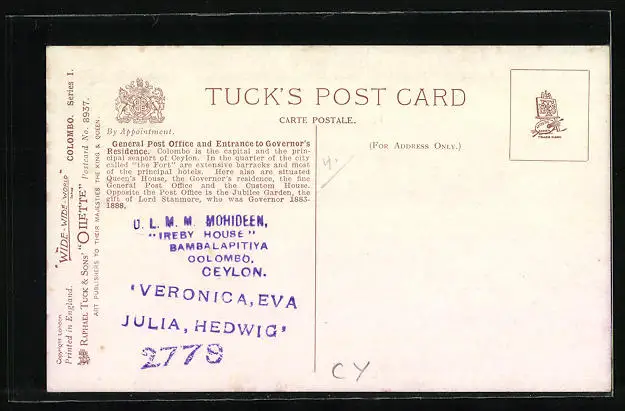 TUCK'S POST CARD
CARTE POSTALE.
(FOR ADDRESS ONLY.)
TRADE MARK
By Appointment.
General Post Office and Entrance to Governor's
Residence. Colombo is the capital and the prin-
cipal seaport of Ceylon. In the quarter of the city
called "the Fort" are extensive barracks and most
of the principal hotels. Here also are situated
Queen's House, the Governor's residence, the fine
General Post Office and the Custom House.
Opposite the Post Office is the Jubilee Garden, the
gift of Lord Stanmore, who was Governor 1883-
1888.
O. L. M. M. MOHIDEEN,
"IREBY HOUSE"
BAMBALAPITIYA
COLOMBO.
CEYLON.
'VERONICA, EVA
JULIA, HEDWIG'
2778
CY
"WIDE-WIDE-WORLD" COLOMBO. Series I.
Copyright London.
Printed in England.
RAPHAEL TUCK & SONS' "OILETTE" Postcard No. 8937.
ART PUBLISHERS TO THEIR MAJESTIES THE KING & QUEEN.